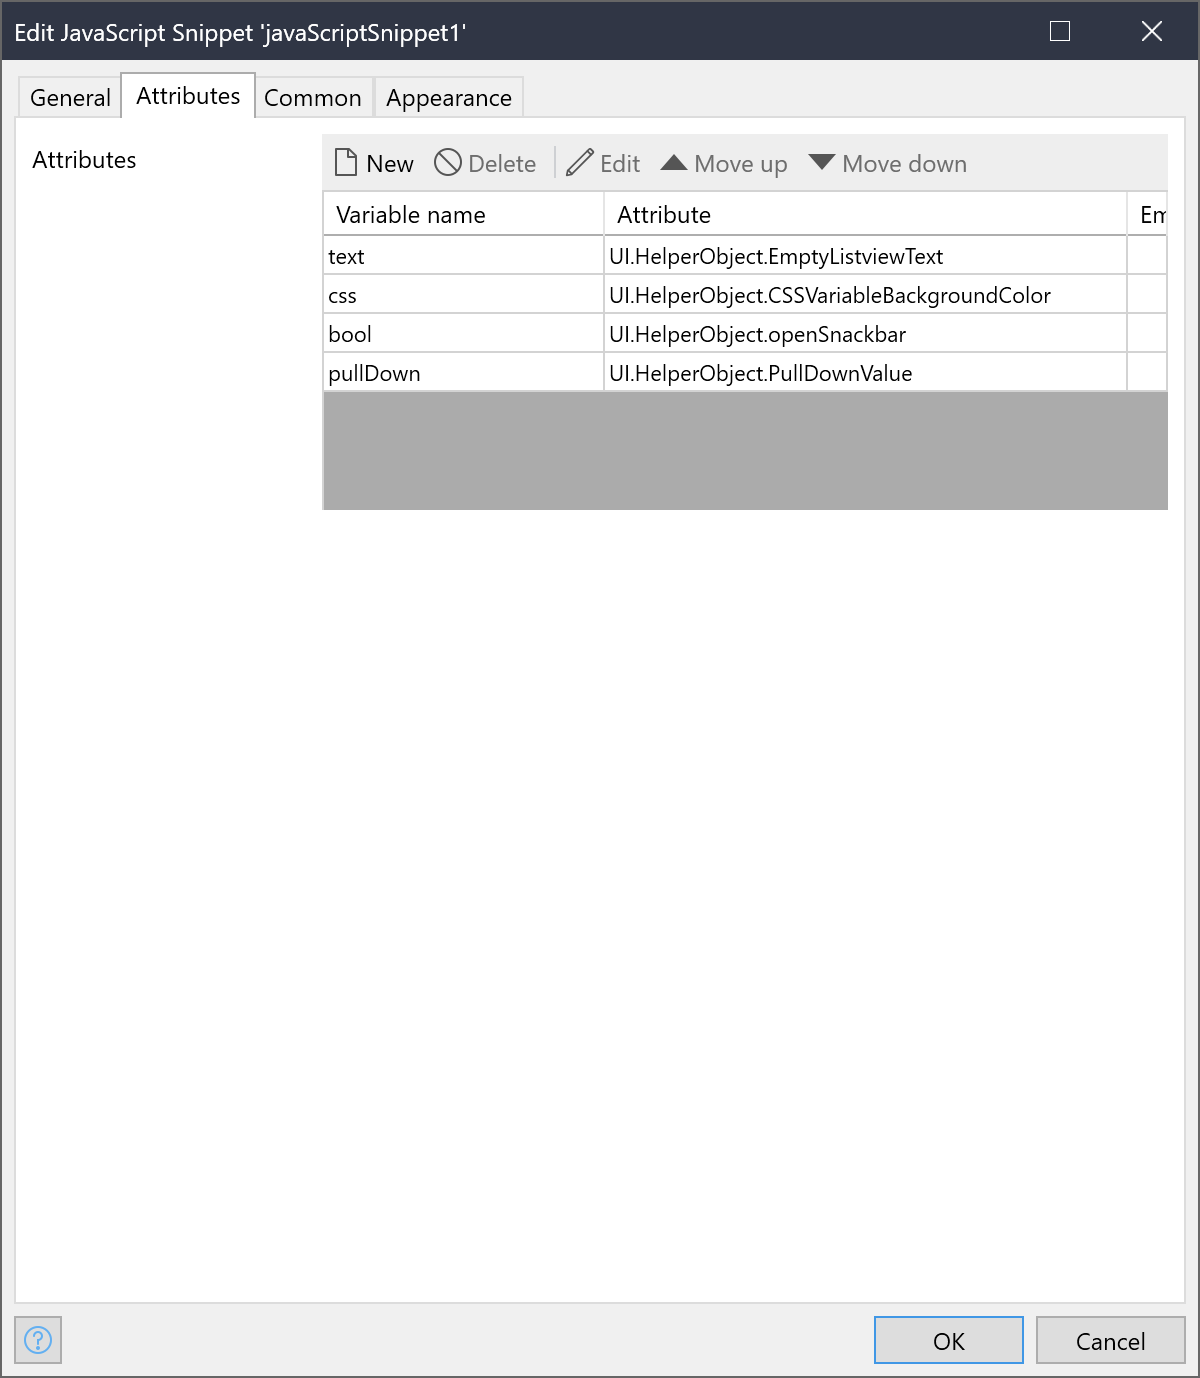 Edit JavaScript Snippet 'javaScriptSnippet1'
General Attributes Common Appearance
Attributes
New Delete Edit Move up Move down
Variable name Attribute Em
text UI.HelperObject.EmptyListviewText
css UI.HelperObject.CSSVariableBackgroundColor
bool UI.HelperObject.openSnackbar
pullDown UI.HelperObject.PullDownValue
? OK Cancel